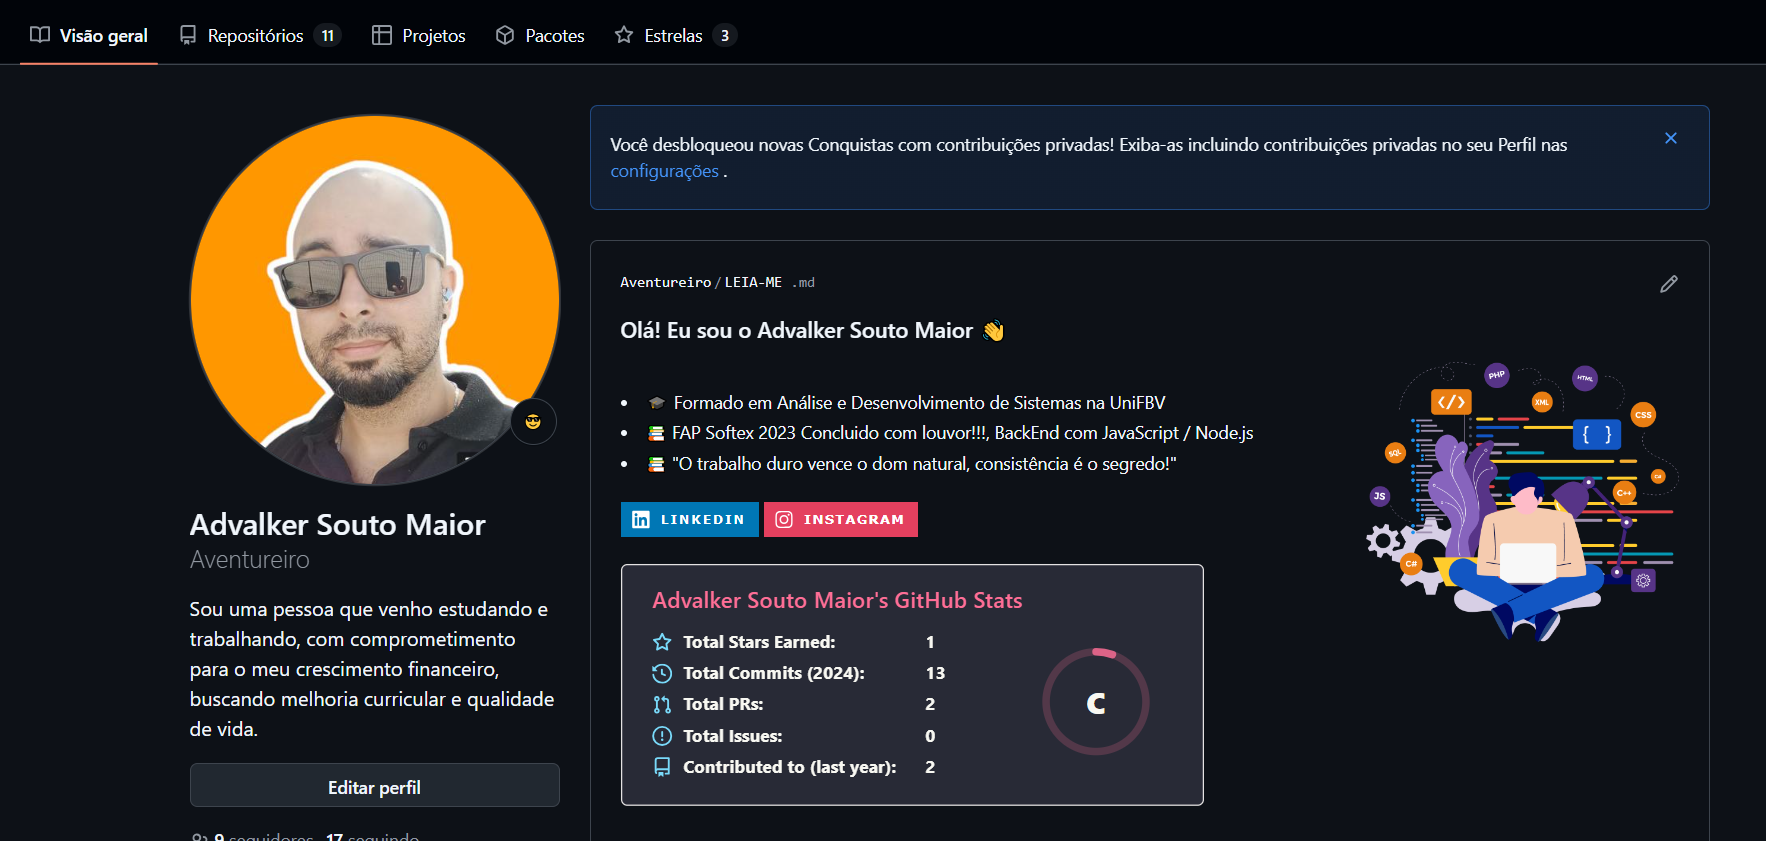 Visão geral
Repositórios 11
Projetos
Pacotes
Estrelas 3
Você desbloqueou novas Conquistas com contribuições privadas! Exiba-as incluindo contribuições privadas no seu Perfil nas
configurações .
Aventureiro/LEIA-ME .md
Olá! Eu sou o Advalker Souto Maior 👋
• 🎓 Formado em Análise e Desenvolvimento de Sistemas na UniFBV
• 📚 FAP Softex 2023 Concluido com louvor!!!, BackEnd com JavaScript / Node.js
• 📚 "O trabalho duro vence o dom natural, consistência é o segredo!"
LINKEDIN
INSTAGRAM
Advalker Souto Maior's GitHub Stats
Total Stars Earned: 1
Total Commits (2024): 13
Total PRs: 2
Total Issues: 0
Contributed to (last year): 2
C
PHP
HTML
</>
XML
CSS
{ }
SQL
JS
C++
C#
C#
Advalker Souto Maior
Aventureiro
Sou uma pessoa que venho estudando e
trabalhando, com comprometimento
para o meu crescimento financeiro,
buscando melhoria curricular e qualidade
de vida.
Editar perfil
9 seguidores · 17 seguindo